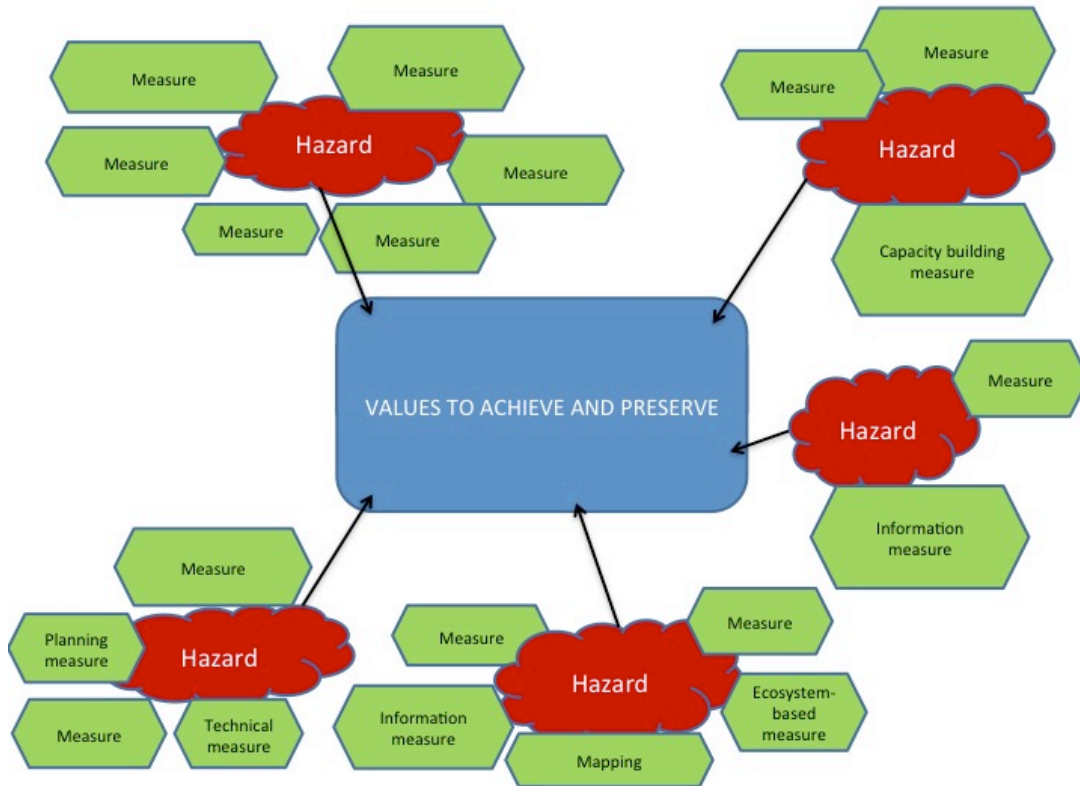 Measure
Measure
Hazard
Measure
Measure
Measure
Measure
Measure
Measure
Hazard
Capacity building
measure
VALUES TO ACHIEVE AND PRESERVE
Measure
Hazard
Information
measure
Measure
Planning
measure
Hazard
Measure
Technical
measure
Measure
Measure
Hazard
Information
measure
Ecosystem-
based
measure
Mapping